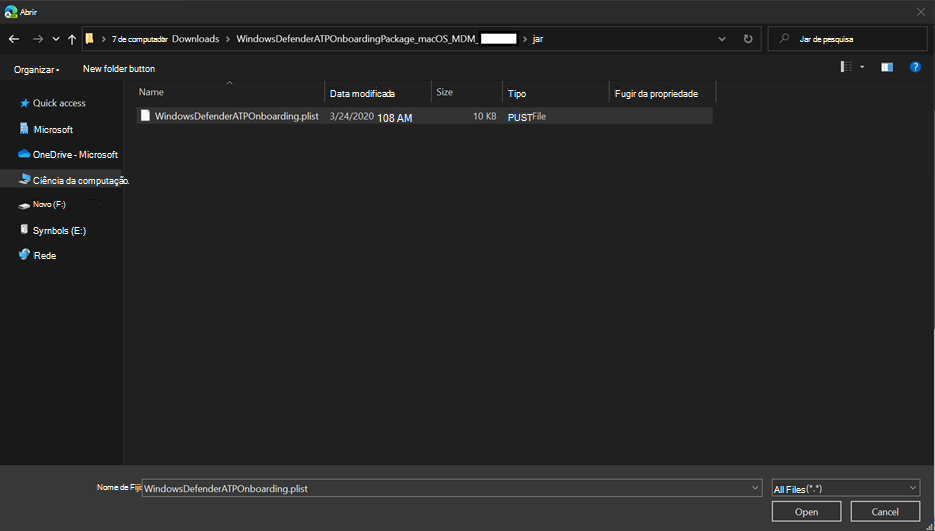 Abrir
7 de computadar Downloads WindowsDefenderATPOnboardingPackage_macOS_MDM_ jar
Jar de pesquisa
Organizar
New folder button
?
Name Data modificada Size Tipo Fugir da propriedade
WindowsDefenderATPOnboarding.plist 3/24/2020 108 AM 10 KB PUSTFile
Quick access
Microsoft
OneDrive - Microsoft
Ciência da computação.
Novo (F:)
Symbols (E:)
Rede
Nome de Fiji WindowsDefenderATPOnboarding.plist All Files(*.*)
Open Cancel